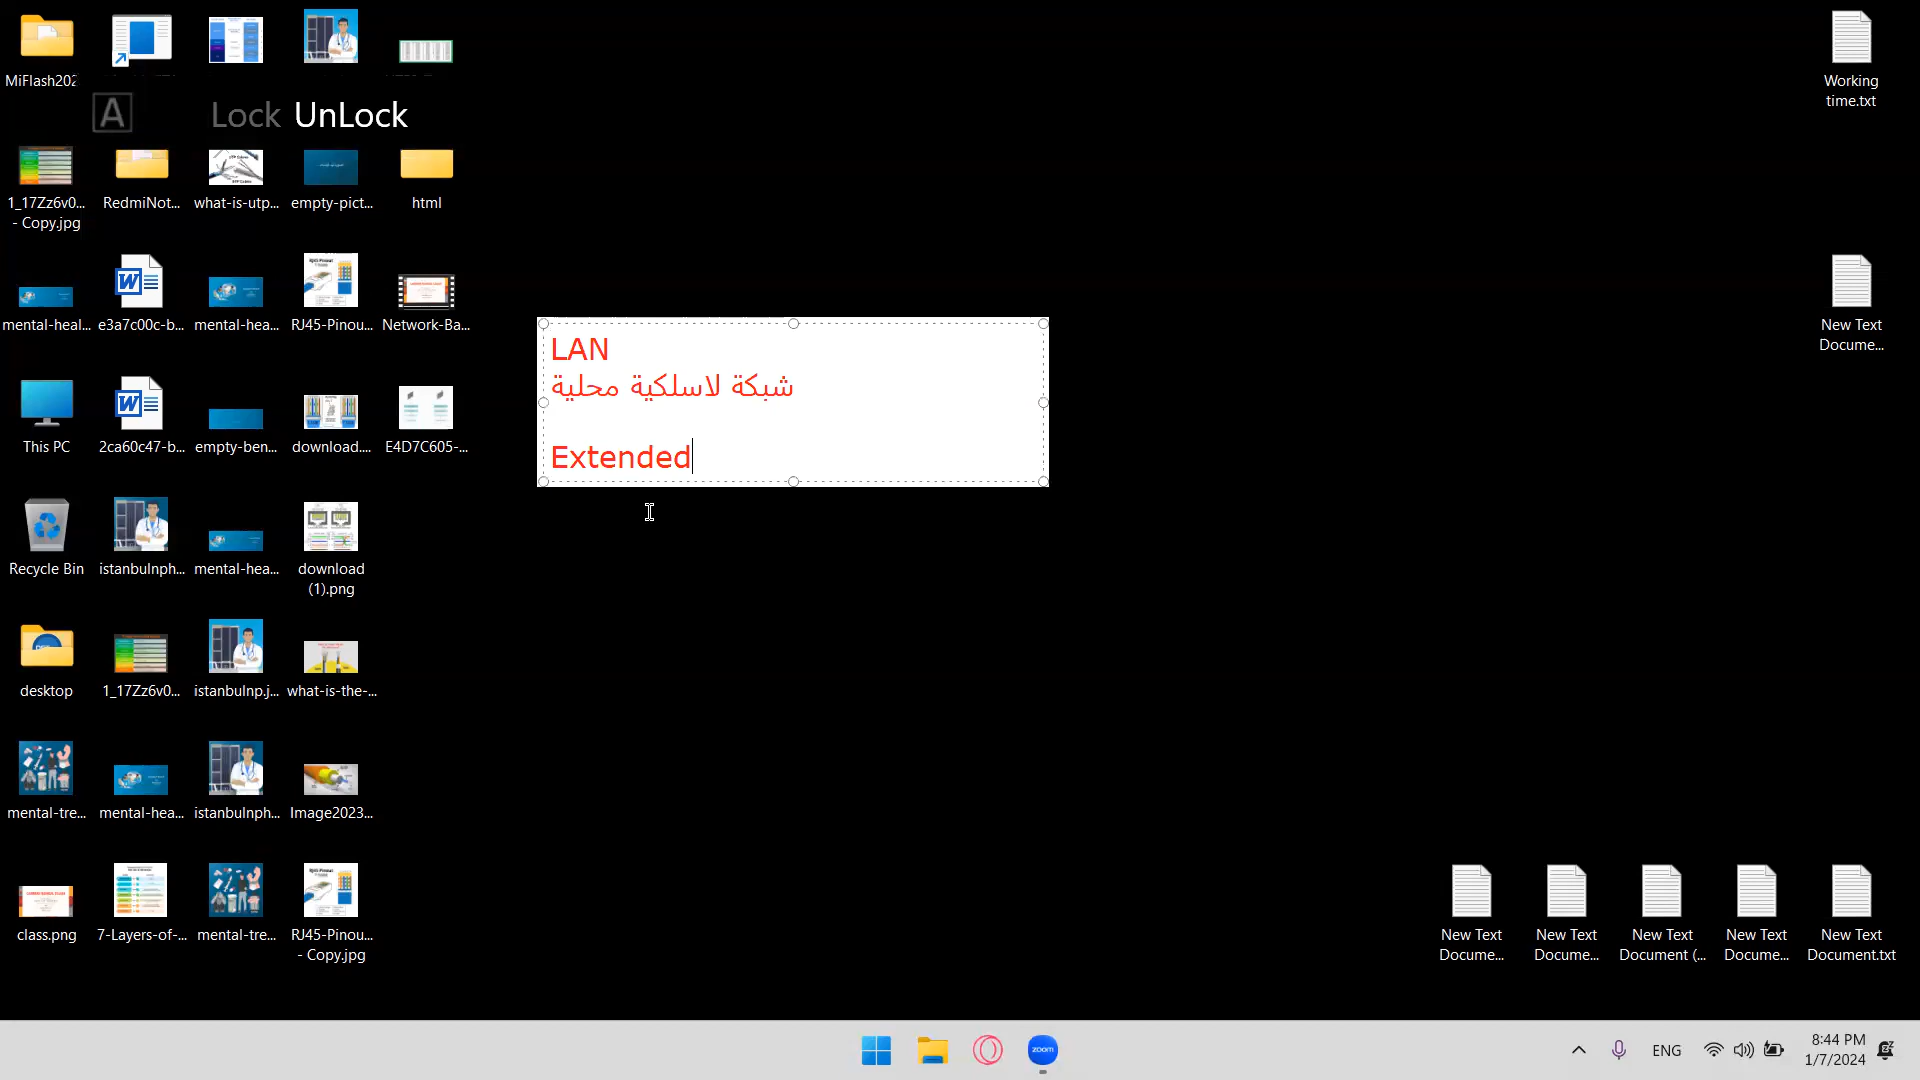 MiFlash202
Lock UnLock
Working
time.txt
1_17Zz6v0...
- Copy.jpg
RedmiNot...
what-is-utp...
empty-pict...
html
mental-heal...
e3a7c00c-b...
mental-hea...
RJ45-Pinou...
Network-Ba...
New Text
Docume...
LAN
شبكة لاسلكية محلية
Extended
This PC
2ca60c47-b...
empty-ben...
download....
E4D7C605-...
Recycle Bin
istanbulnph...
mental-hea...
download
(1).png
desktop
1_17Zz6v0...
istanbulnp.j...
what-is-the-...
mental-tre...
mental-hea...
istanbulnph...
Image2023...
class.png
7-Layers-of-...
mental-tre...
RJ45-Pinou...
- Copy.jpg
New Text
Docume...
New Text
Docume...
New Text
Document (...
New Text
Docume...
New Text
Document.txt
zoom
ENG
8:44 PM
1/7/2024